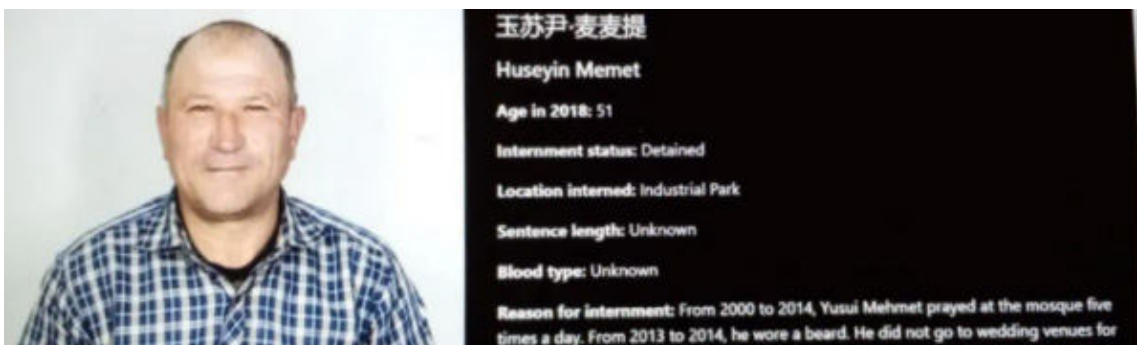 玉苏尹·麦麦提
Huseyin Memet
Age in 2018: 51
Internment status: Detained
Location interned: Industrial Park
Sentence length: Unknown
Blood type: Unknown
Reason for internment: From 2000 to 2014, Yusui Mehmet prayed at the mosque five
times a day. From 2013 to 2014, he wore a beard. He did not go to wedding venues for